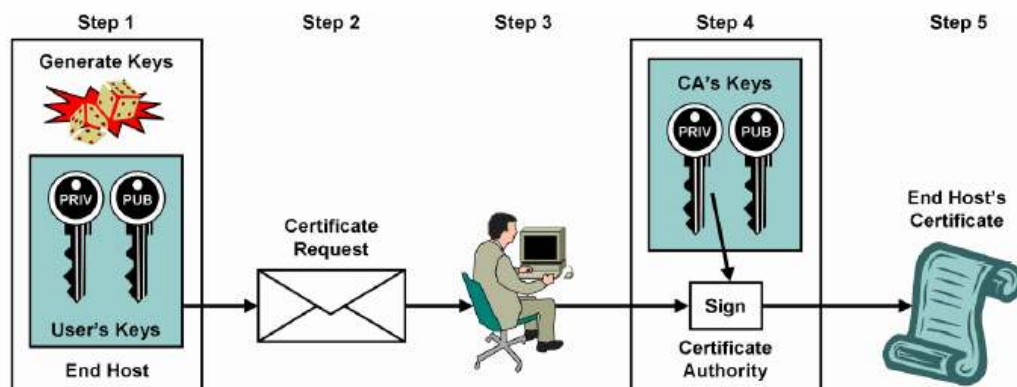 Step 1
Step 2
Step 3
Step 4
Step 5
Generate Keys
PRIV
PUB
User's Keys
End Host
Certificate
Request
CA's Keys
PRIV
PUB
Sign
Certificate
Authority
End Host's
Certificate